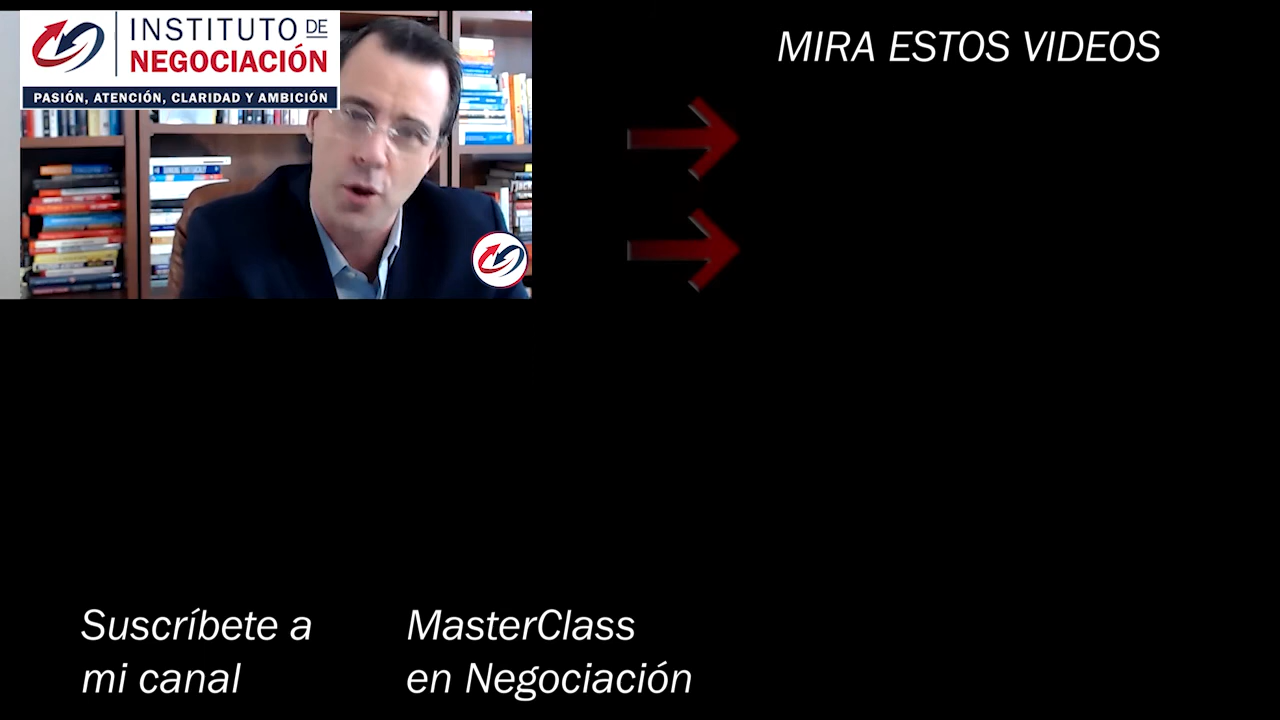 INSTITUTO DE
NEGOCIACIÓN
PASIÓN, ATENCIÓN, CLARIDAD Y AMBICIÓN
MIRA ESTOS VIDEOS
Suscríbete a
mi canal
MasterClass
en Negociación